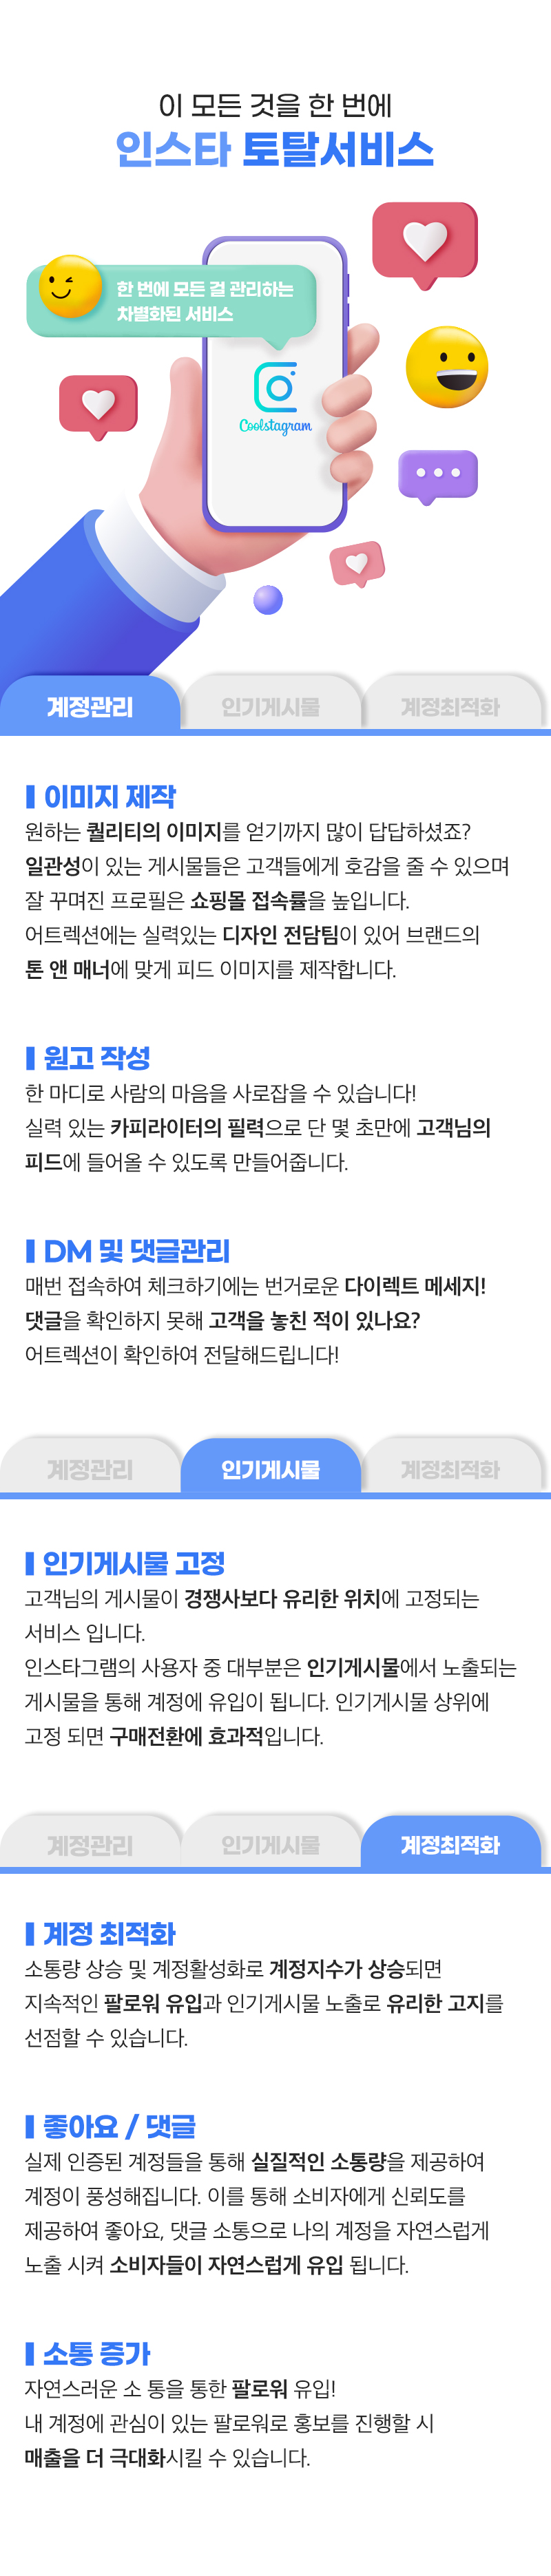 이 모든 것을 한 번에
인스타 토탈서비스
한 번에 모든 걸 관리하는
차별화된 서비스
Coolstagram
계정관리 인기게시물 계정최적화
이미지 제작
원하는 퀄리티의 이미지를 얻기까지 많이 답답하셨죠?
일관성이 있는 게시물들은 고객들에게 호감을 줄 수 있으며
잘 꾸며진 프로필은 쇼핑몰 접속률을 높입니다.
어트렉션에는 실력있는 디자인 전담팀이 있어 브랜드의
톤 앤 매너에 맞게 피드 이미지를 제작합니다.
원고 작성
한 마디로 사람의 마음을 사로잡을 수 있습니다!
실력 있는 카피라이터의 필력으로 단 몇 초만에 고객님의
피드에 들어올 수 있도록 만들어줍니다.
DM 및 댓글관리
매번 접속하여 체크하기에는 번거로운 다이렉트 메세지!
댓글을 확인하지 못해 고객을 놓친 적이 있나요?
어트렉션이 확인하여 전달해드립니다!
계정관리 인기게시물 계정최적화
인기게시물 고정
고객님의 게시물이 경쟁사보다 유리한 위치에 고정되는
서비스 입니다.
인스타그램의 사용자 중 대부분은 인기게시물에서 노출되는
게시물을 통해 계정에 유입이 됩니다. 인기게시물 상위에
고정 되면 구매전환에 효과적입니다.
계정관리 인기게시물 계정최적화
계정 최적화
소통량 상승 및 계정활성화로 계정지수가 상승되면
지속적인 팔로워 유입과 인기게시물 노출로 유리한 고지를
선점할 수 있습니다.
좋아요 / 댓글
실제 인증된 계정들을 통해 실질적인 소통량을 제공하여
계정이 풍성해집니다. 이를 통해 소비자에게 신뢰도를
제공하여 좋아요, 댓글 소통으로 나의 계정을 자연스럽게
노출 시켜 소비자들이 자연스럽게 유입 됩니다.
소통 증가
자연스러운 소 통을 통한 팔로워 유입!
내 계정에 관심이 있는 팔로워로 홍보를 진행할 시
매출을 더 극대화시킬 수 있습니다.